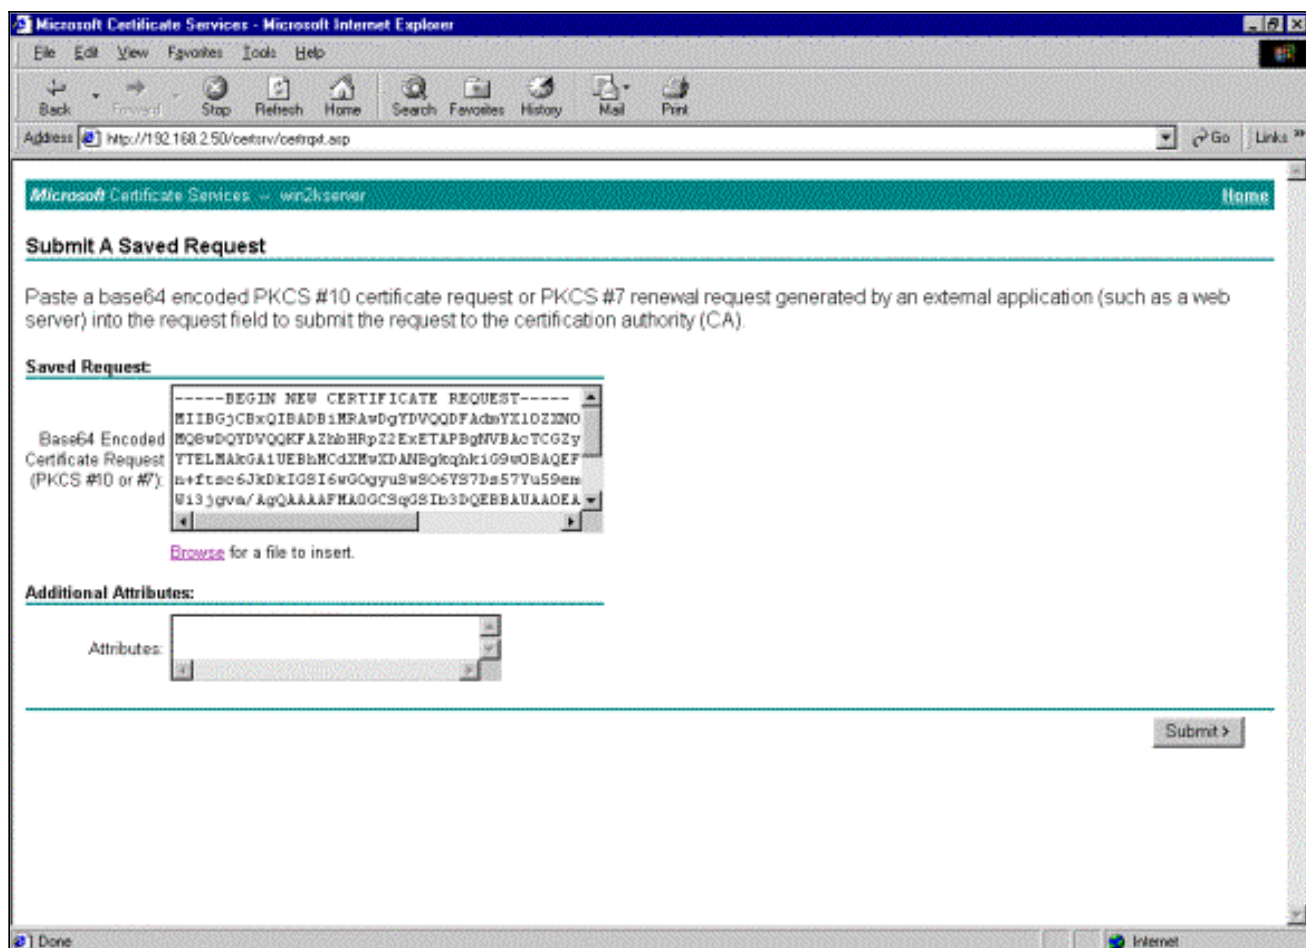 Microsoft Certificate Services - Microsoft Internet Explorer
File Edit View Favorites Tools Help
Back Forward Stop Refresh Home Search Favorites History Mail Print
Address http://192.168.2.50/certsrv/certrqxt.asp Go Links »
Microsoft Certificate Services -- win2kserver Home
Submit A Saved Request
Paste a base64 encoded PKCS #10 certificate request or PKCS #7 renewal request generated by an external application (such as a web
server) into the request field to submit the request to the certification authority (CA).
Saved Request:
-----BEGIN NEW CERTIFICATE REQUEST-----
Base64 Encoded
Certificate Request
(PKCS #10 or #7):
Browse for a file to insert.
Additional Attributes:
Attributes:
Submit >
Done Internet